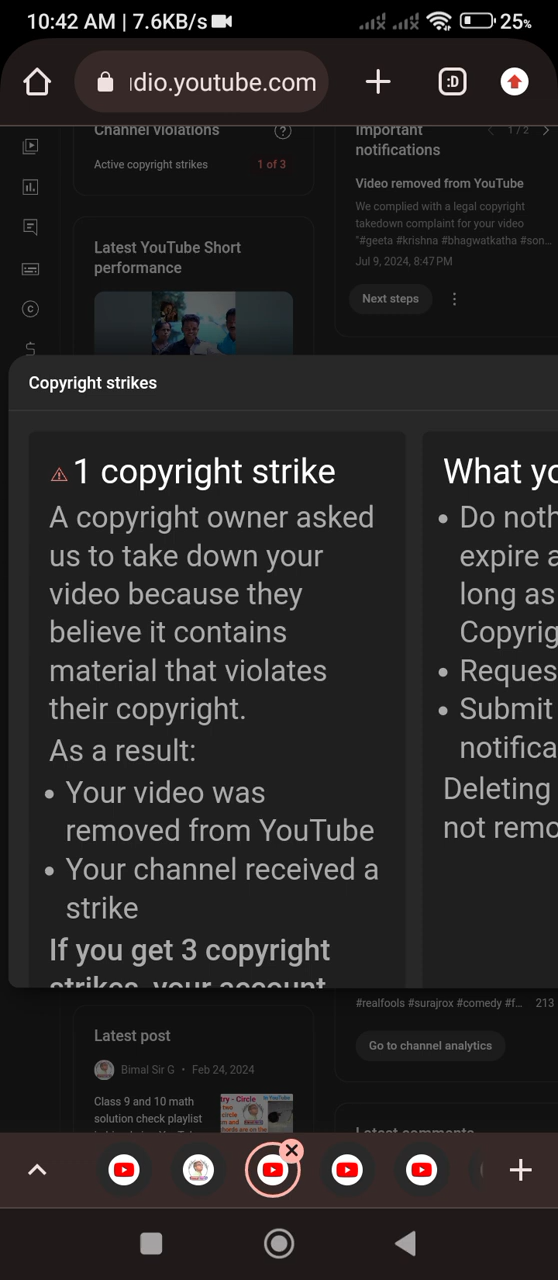 10:42 AM | 7.6KB/s
25%
dio.youtube.com
:D
Channel violations
Active copyright strikes 1 of 3
Important
notifications
1 / 2
Video removed from YouTube
We complied with a legal copyright
takedown complaint for your video
"#geeta #krishna #bhagwatkatha #son...
Jul 9, 2024, 8:47 PM
Next steps
Latest YouTube Short
performance
Copyright strikes
1 copyright strike
A copyright owner asked
us to take down your
video because they
believe it contains
material that violates
their copyright.
As a result:
• Your video was
removed from YouTube
• Your channel received a
strike
If you get 3 copyright
strikes, your account
What yo
• Do noth
expire a
long as
Copyrig
• Reques
• Submit
notifica
Deleting
not remo
#realfools #surajrox #comedy #f... 213
Go to channel analytics
Latest post
Bimal Sir G • Feb 24, 2024
Class 9 and 10 math
solution check playlist
Latest comments